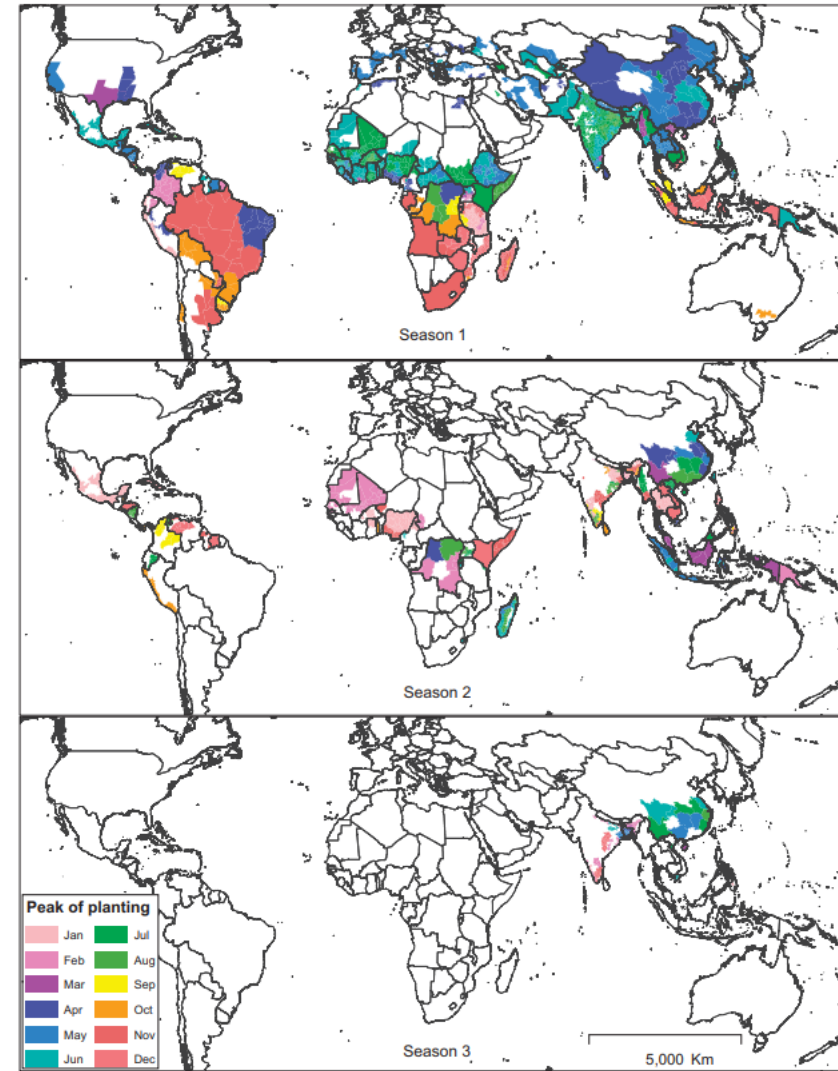 Season 1
Season 2
Peak of planting
Jan Jul
Feb Aug
Mar Sep
Apr Oct
May Nov
Jun Dec
Season 3
5,000 Km